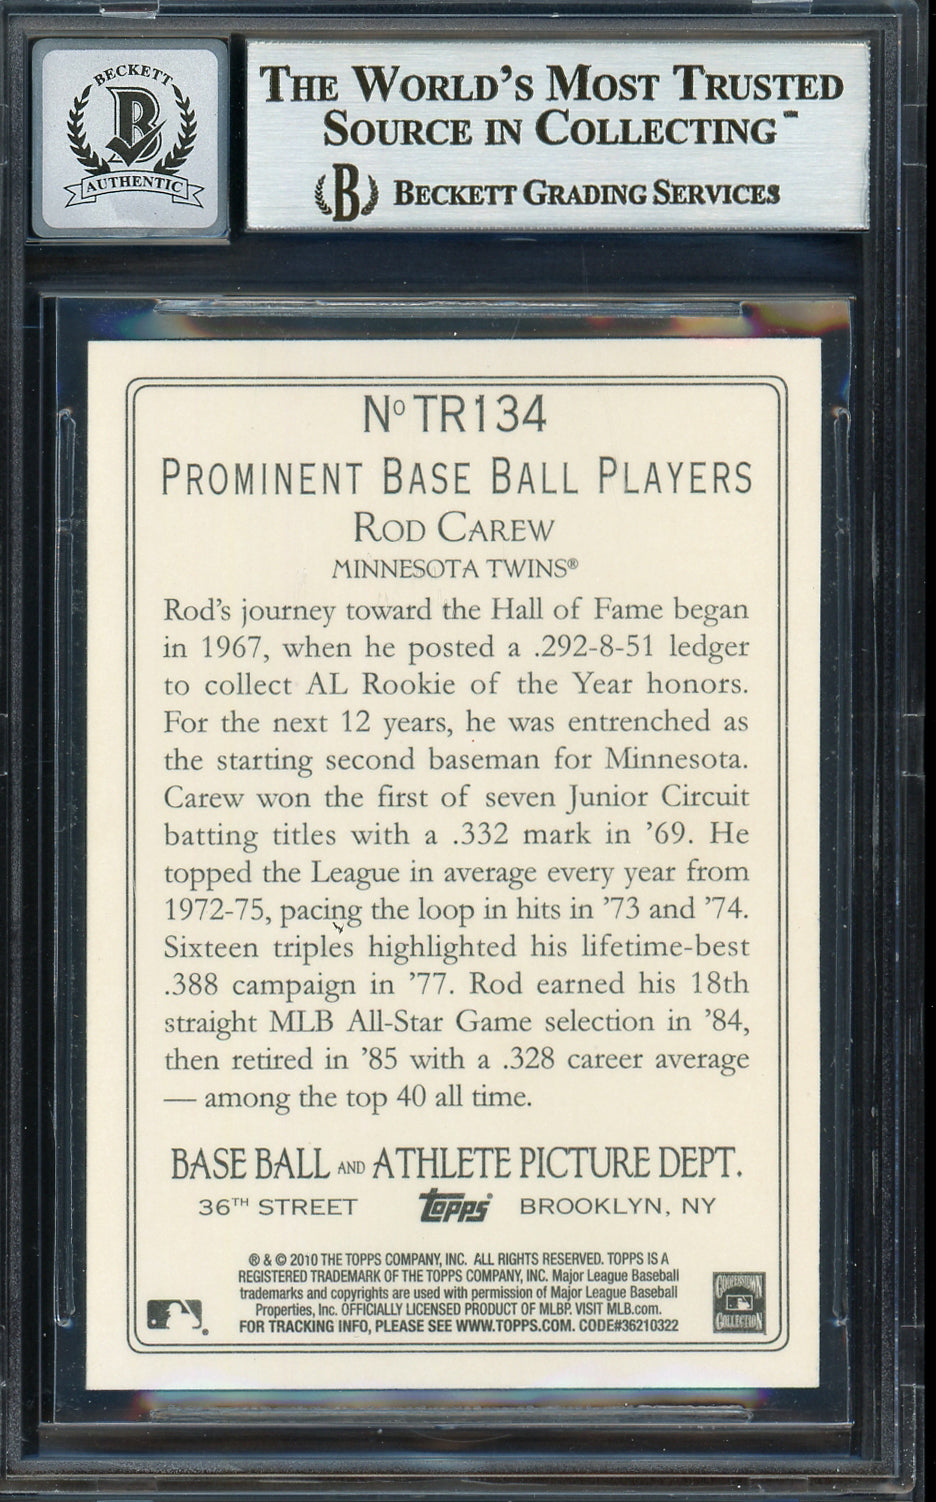 BECKETT
B
AUTHENTIC
THE WORLD'S MOST TRUSTED
SOURCE IN COLLECTING™
B BECKETT GRADING SERVICES
Nº TR134
PROMINENT BASE BALL PLAYERS
ROD CAREW
MINNESOTA TWINS®
Rod's journey toward the Hall of Fame began
in 1967, when he posted a .292-8-51 ledger
to collect AL Rookie of the Year honors.
For the next 12 years, he was entrenched as
the starting second baseman for Minnesota.
Carew won the first of seven Junior Circuit
batting titles with a .332 mark in '69. He
topped the League in average every year from
1972-75, pacing the loop in hits in '73 and '74.
Sixteen triples highlighted his lifetime-best
.388 campaign in '77. Rod earned his 18th
straight MLB All-Star Game selection in '84,
then retired in '85 with a .328 career average
— among the top 40 all time.
BASE BALL AND ATHLETE PICTURE DEPT.
36TH STREET Topps® BROOKLYN, NY
® & © 2010 THE TOPPS COMPANY, INC. ALL RIGHTS RESERVED. TOPPS IS A
REGISTERED TRADEMARK OF THE TOPPS COMPANY, INC. Major League Baseball
trademarks and copyrights are used with permission of Major League Baseball
Properties, Inc. OFFICIALLY LICENSED PRODUCT OF MLBP. VISIT MLB.com.
FOR TRACKING INFO, PLEASE SEE WWW.TOPPS.COM. CODE#36210322
COOPERSTOWN
COLLECTION